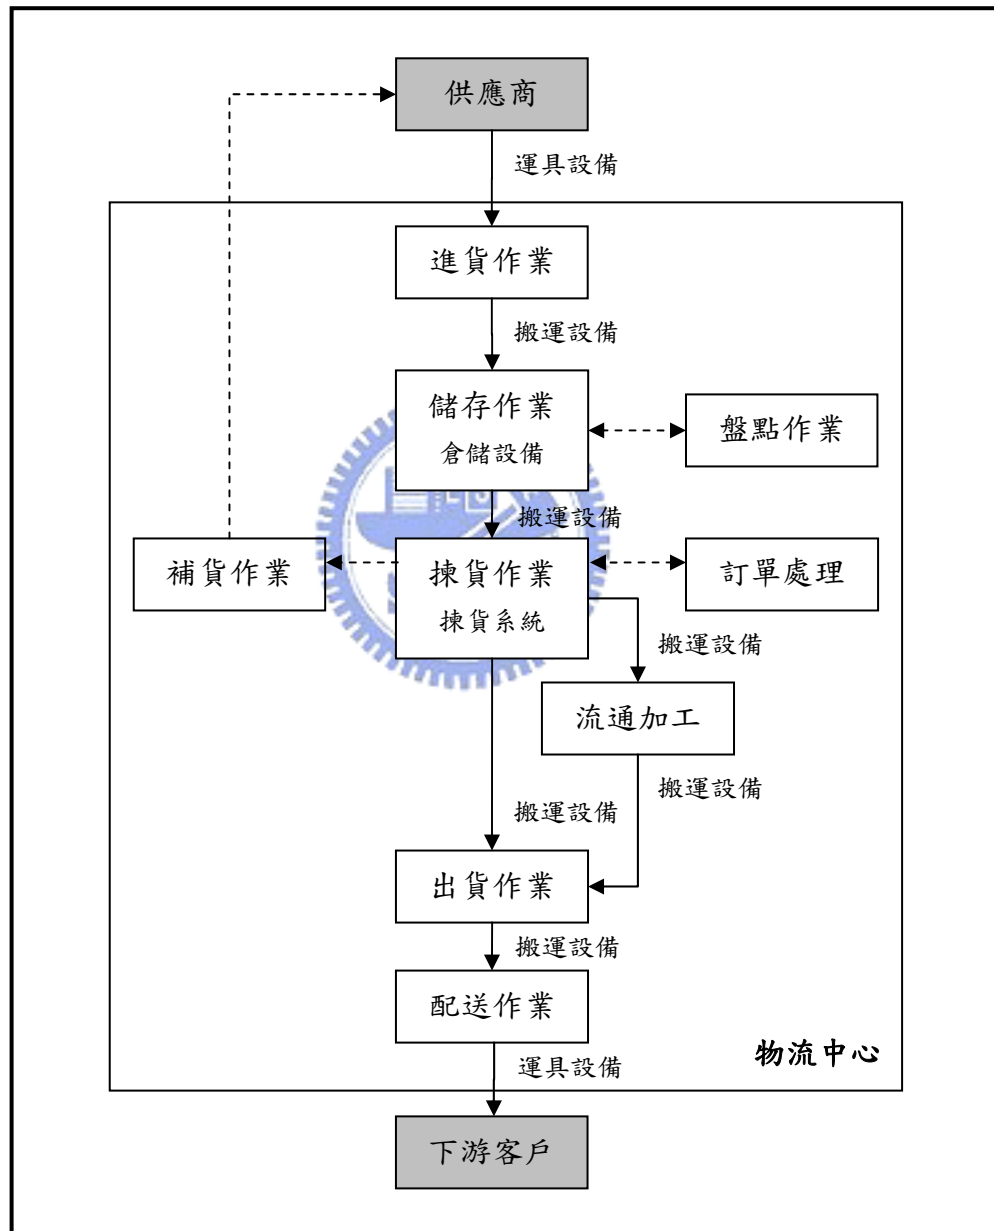 供應商
運具設備
進貨作業
搬運設備
儲存作業
倉儲設備
盤點作業
搬運設備
補貨作業
揀貨作業
揀貨系統
訂單處理
搬運設備
流通加工
搬運設備
搬運設備
出貨作業
搬運設備
配送作業
物流中心
運具設備
下游客戶